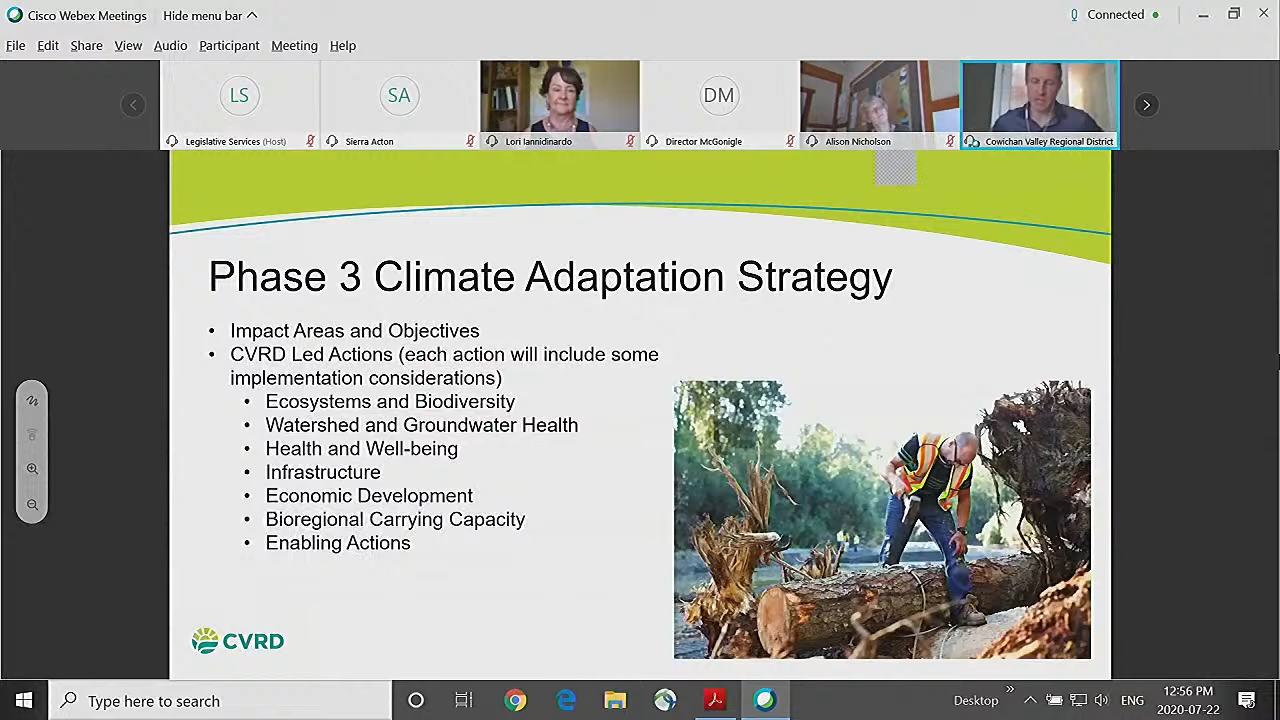 Cisco Webex Meetings
Hide menu bar
Connected
File Edit Share View Audio Participant Meeting Help
LS
SA
DM
Legislative Services (Host)
Sierra Acton
Lori Iannidinardo
Director McGonigle
Alison Nicholson
Cowichan Valley Regional District
Phase 3 Climate Adaptation Strategy
• Impact Areas and Objectives
• CVRD Led Actions (each action will include some
implementation considerations)
• Ecosystems and Biodiversity
• Watershed and Groundwater Health
• Health and Well-being
• Infrastructure
• Economic Development
• Bioregional Carrying Capacity
• Enabling Actions
CVRD
Type here to search
Desktop
ENG
12:56 PM
2020-07-22